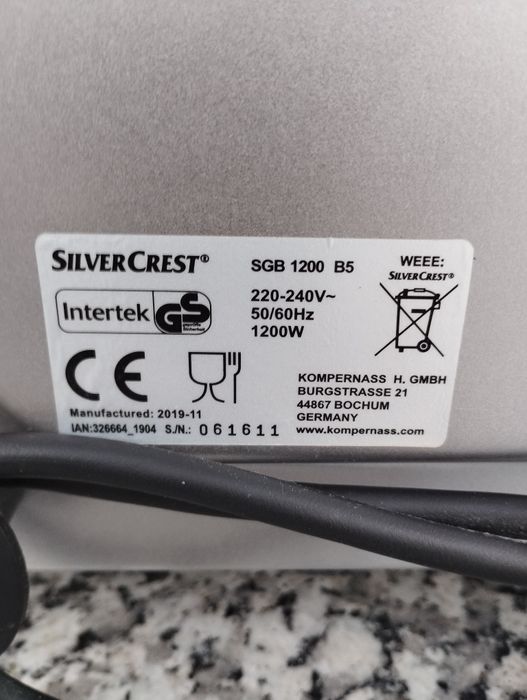 SILVERCREST®
SGB 1200 B5
WEEE:
SILVERCREST®
Intertek
GS
220-240V~
50/60Hz
1200W
CE
KOMPERNASS H. GMBH
BURGSTRASSE 21
44867 BOCHUM
GERMANY
www.kompernass.com
Manufactured: 2019-11
IAN:326664_1904 S./N.: 061611